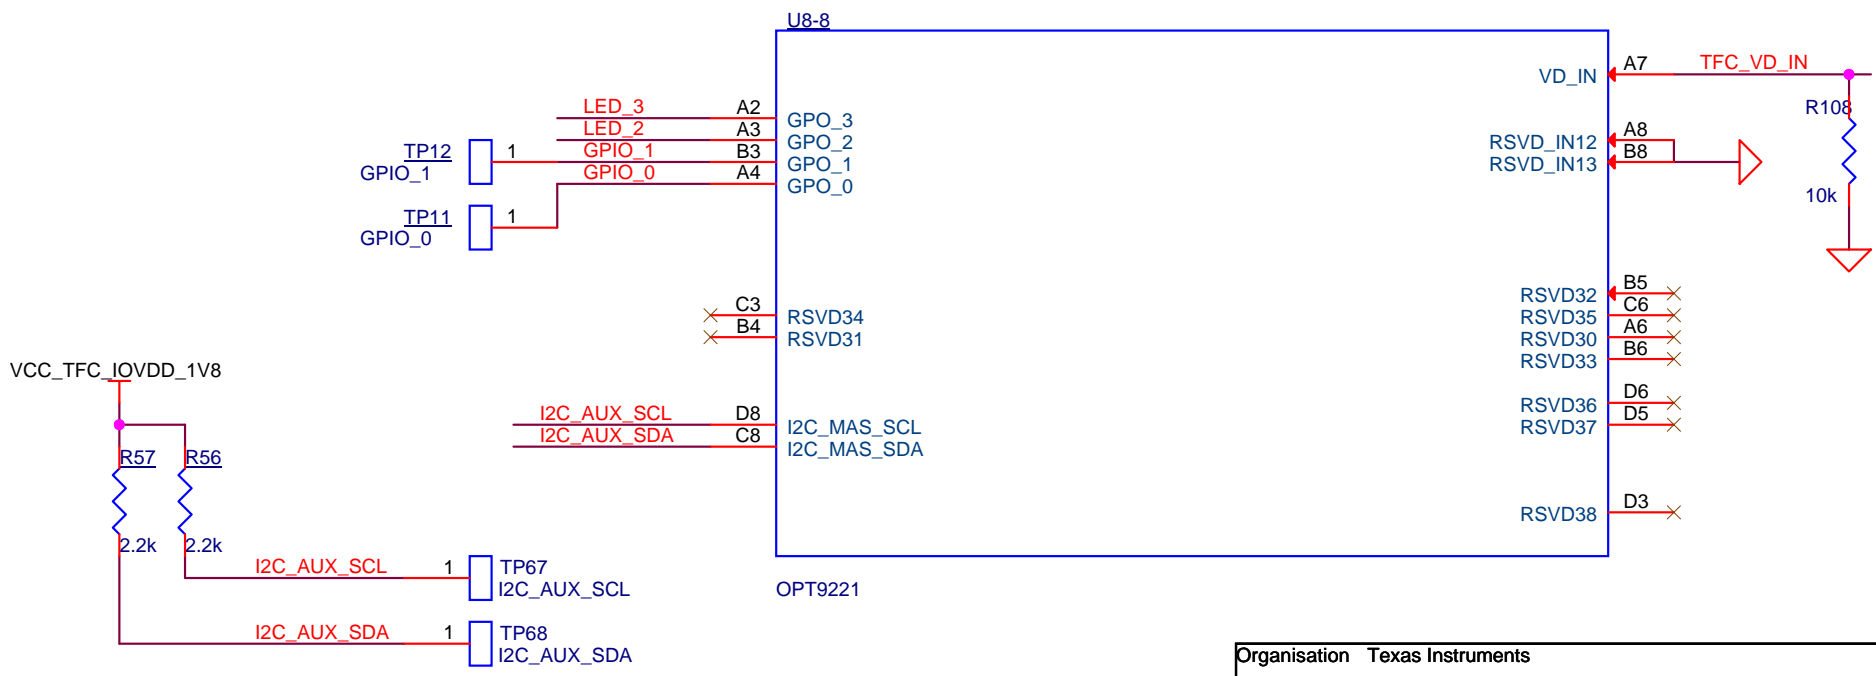 U8-8
VD_IN
A7
TFC_VD_IN
R108
10k
LED_3
A2
GPO_3
LED_2
A3
GPO_2
TP12
GPIO_1
1
GPIO_1
B3
GPO_1
GPIO_0
A4
GPO_0
TP11
GPIO_0
1
RSVD_IN12
A8
RSVD_IN13
B8
C3
RSVD34
B4
RSVD31
RSVD32
B5
RSVD35
C6
RSVD30
A6
RSVD33
B6
RSVD36
D6
RSVD37
D5
RSVD38
D3
VCC_TFC_IOVDD_1V8
I2C_AUX_SCL
D8
I2C_MAS_SCL
I2C_AUX_SDA
C8
I2C_MAS_SDA
R57
R56
2.2k
2.2k
I2C_AUX_SCL
1
TP67
I2C_AUX_SCL
I2C_AUX_SDA
1
TP68
I2C_AUX_SDA
OPT9221
Organisation Texas Instruments